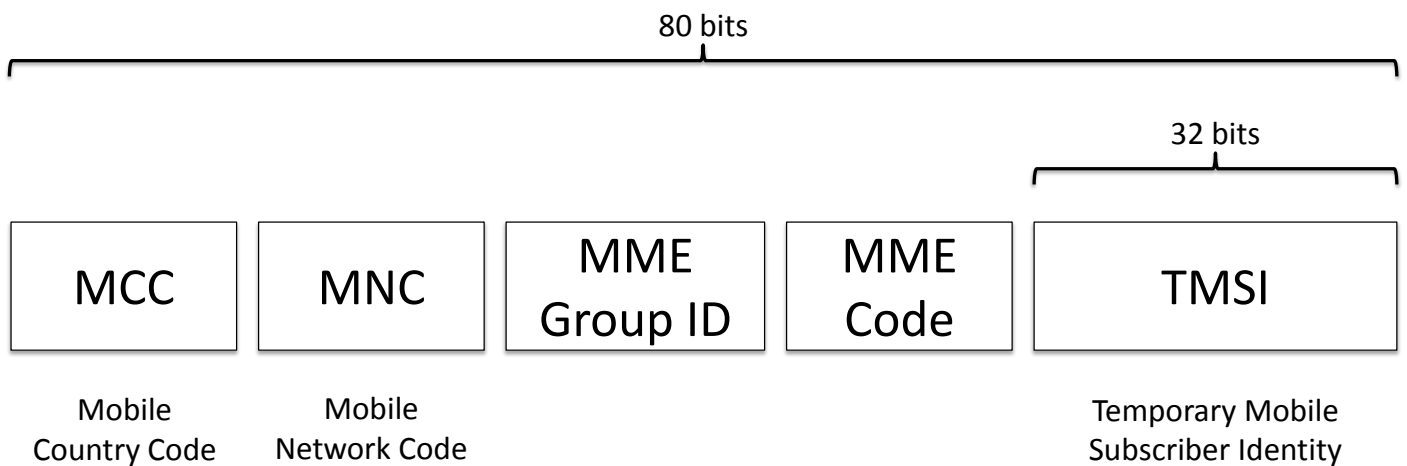 80 bits
32 bits
MCC
MNC
MME
Group ID
MME
Code
TMSI
Mobile
Country Code
Mobile
Network Code
Temporary Mobile
Subscriber Identity